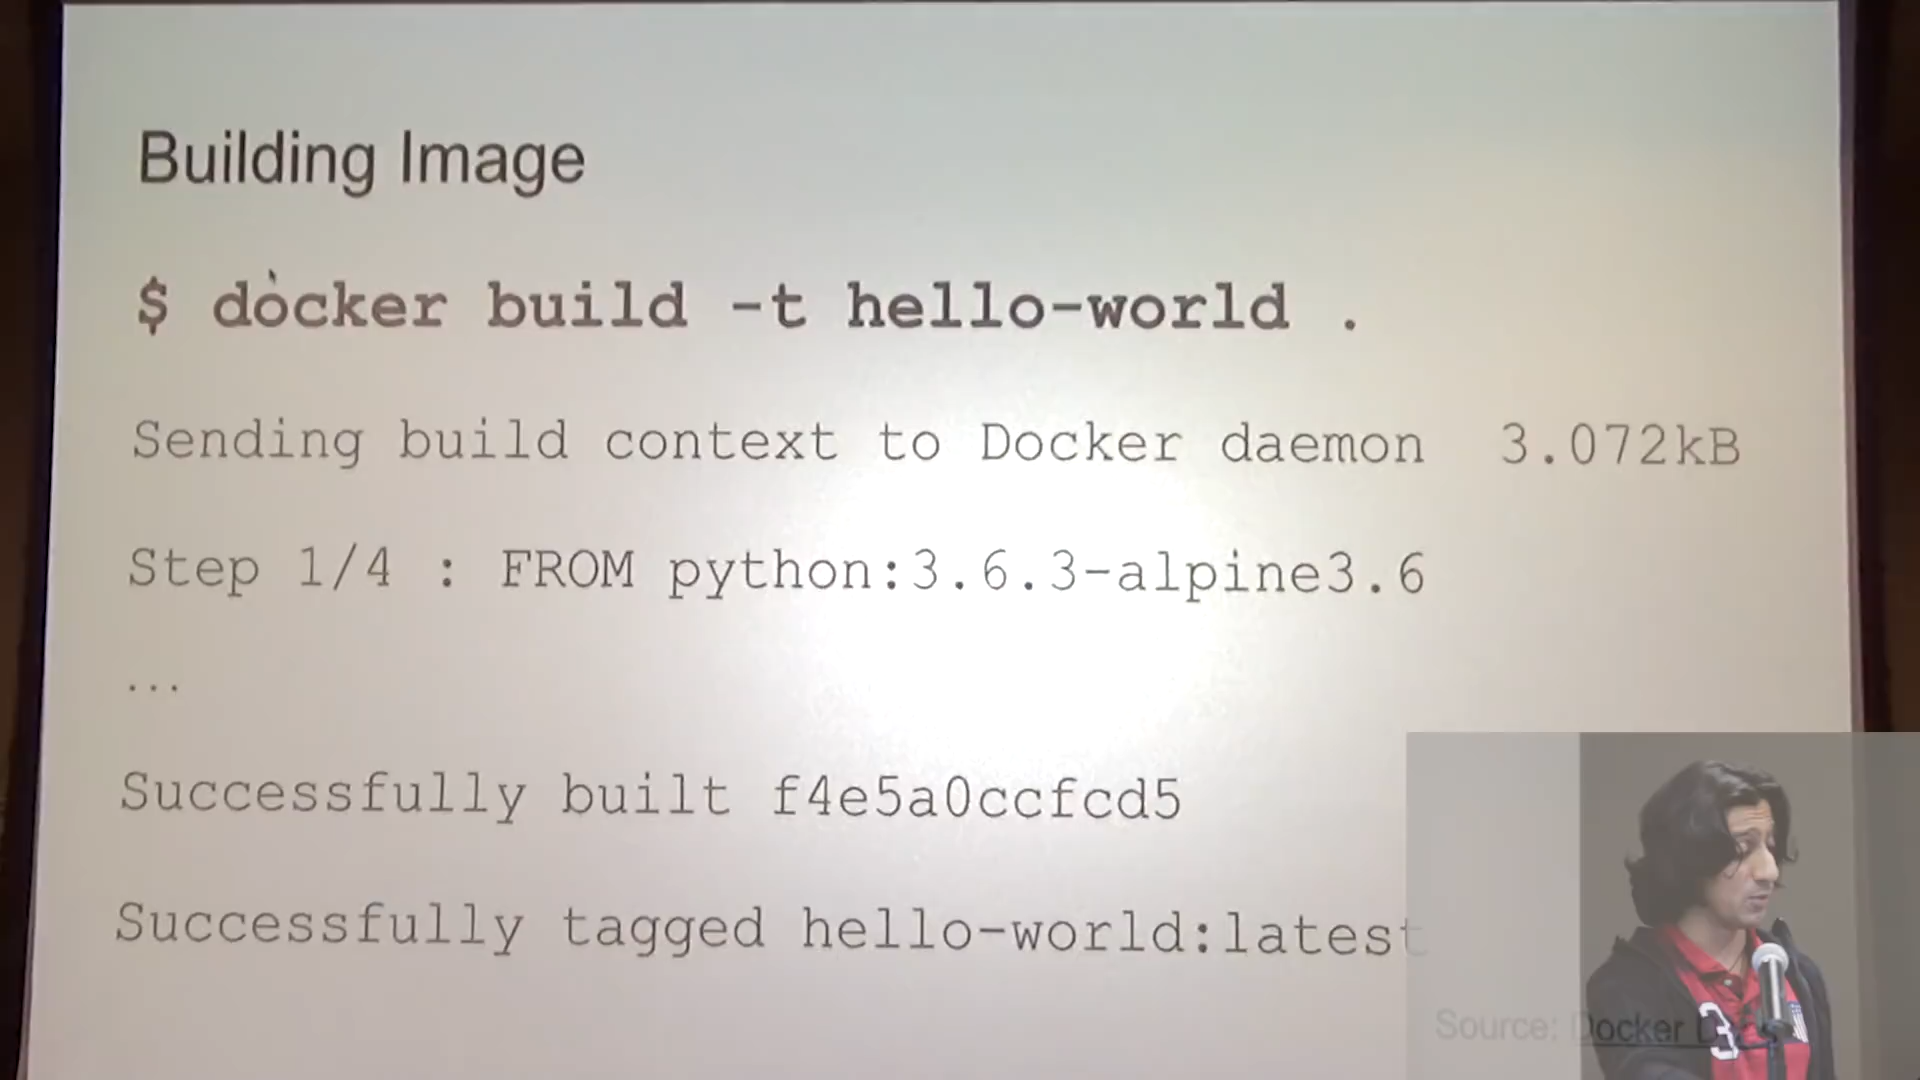 Building Image
$ docker build -t hello-world .
Sending build context to Docker daemon 3.072kB
Step 1/4 : FROM python:3.6.3-alpine3.6
...
Successfully built f4e5a0ccfcd5
Successfully tagged hello-world:latest
Source: Docker
3